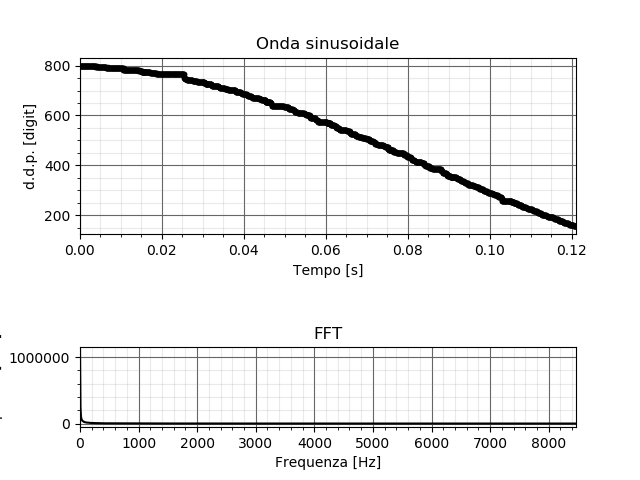 Onda sinusoidale
800
600
400
200
d.d.p. [digit]
0.00 0.02 0.04 0.06 0.08 0.10 0.12
Tempo [s]
FFT
1000000
0
0 1000 2000 3000 4000 5000 6000 7000 8000
Frequenza [Hz]